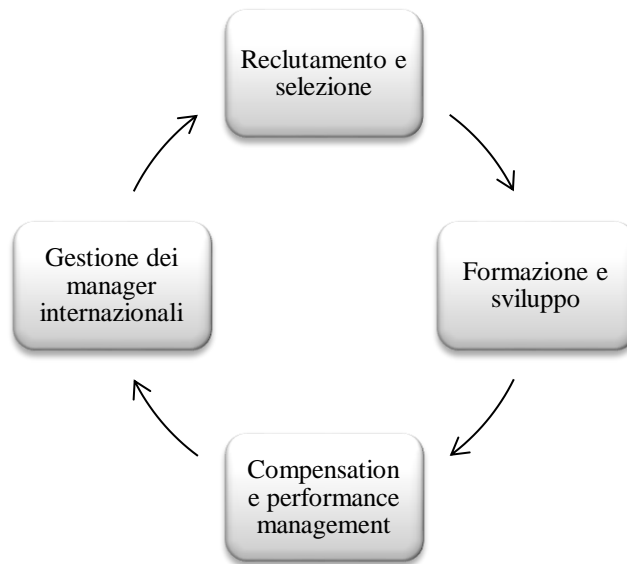 Reclutamento e
selezione
Formazione e
sviluppo
Compensation
e performance
management
Gestione dei
manager
internazionali